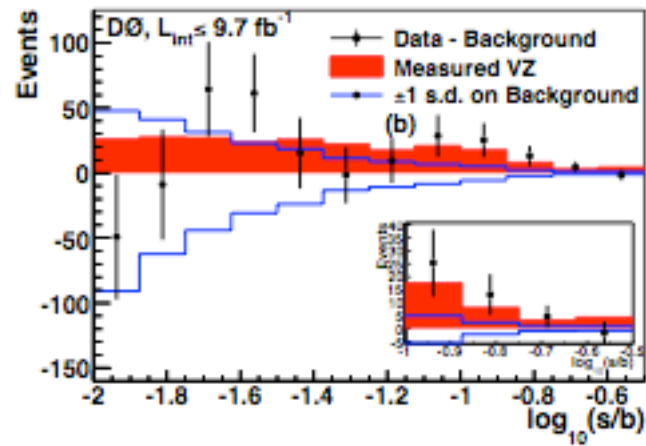 DØ, L_int ≤ 9.7 fb⁻¹
Data - Background
Measured VZ
±1 s.d. on Background
(b)
Events
100
50
0
-50
-100
-150
Events
-1 -0.9 -0.8 -0.7 -0.6 -0.5
log₁₀(s/b)
-2 -1.8 -1.6 -1.4 -1.2 -1 -0.8 -0.6
log₁₀(s/b)